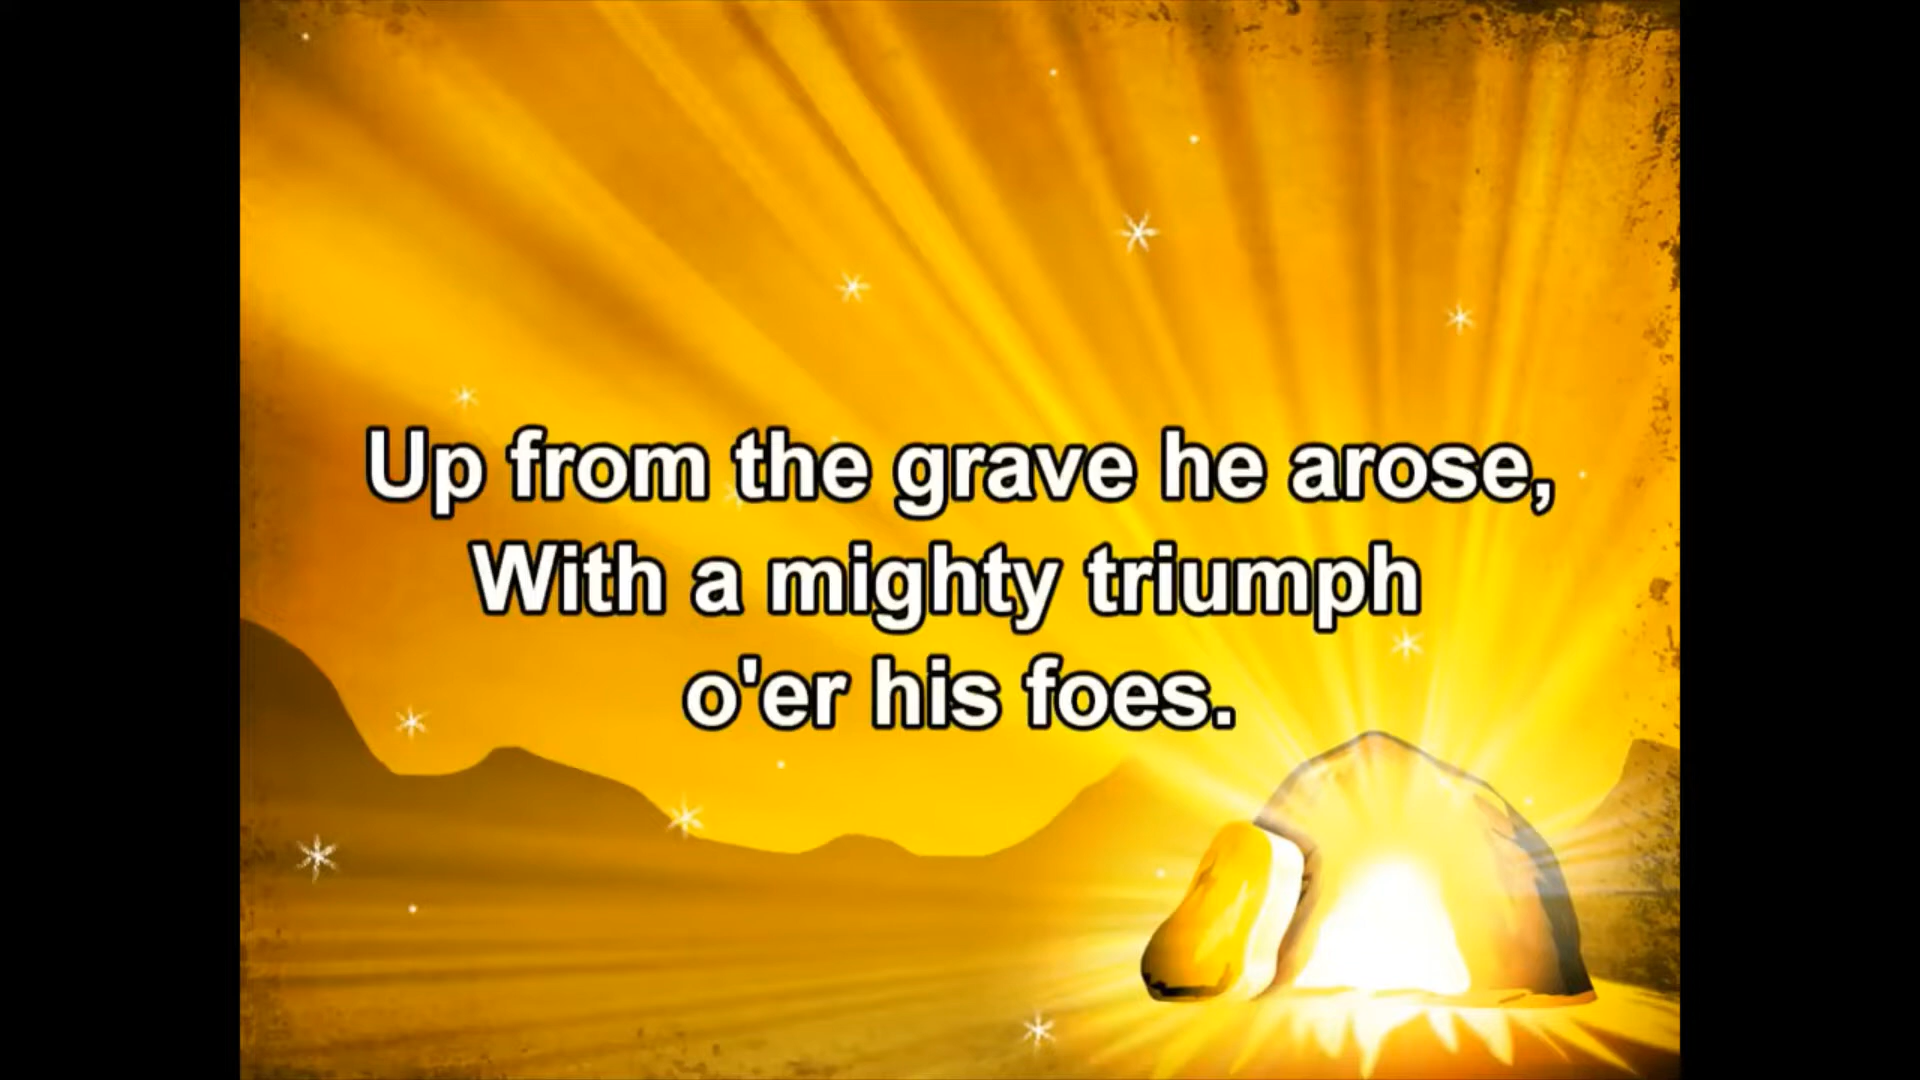 Up from the grave he arose,
With a mighty triumph
o'er his foes.